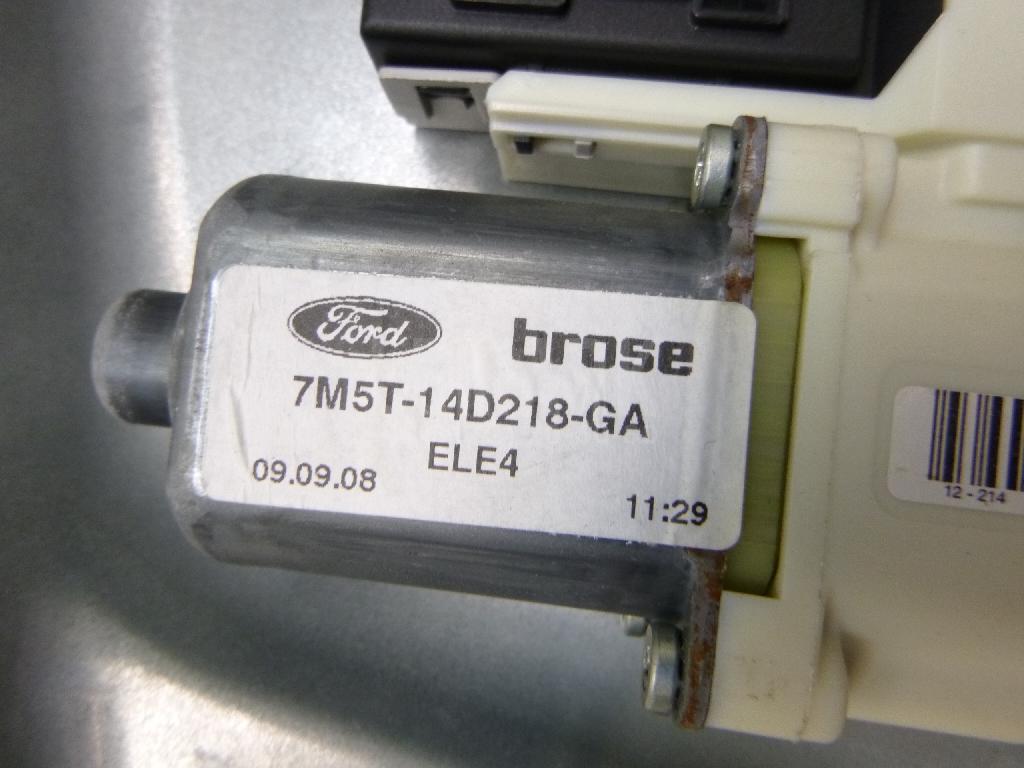 Ford brose
7M5T-14D218-GA
ELE4
09.09.08 11:29
12-214